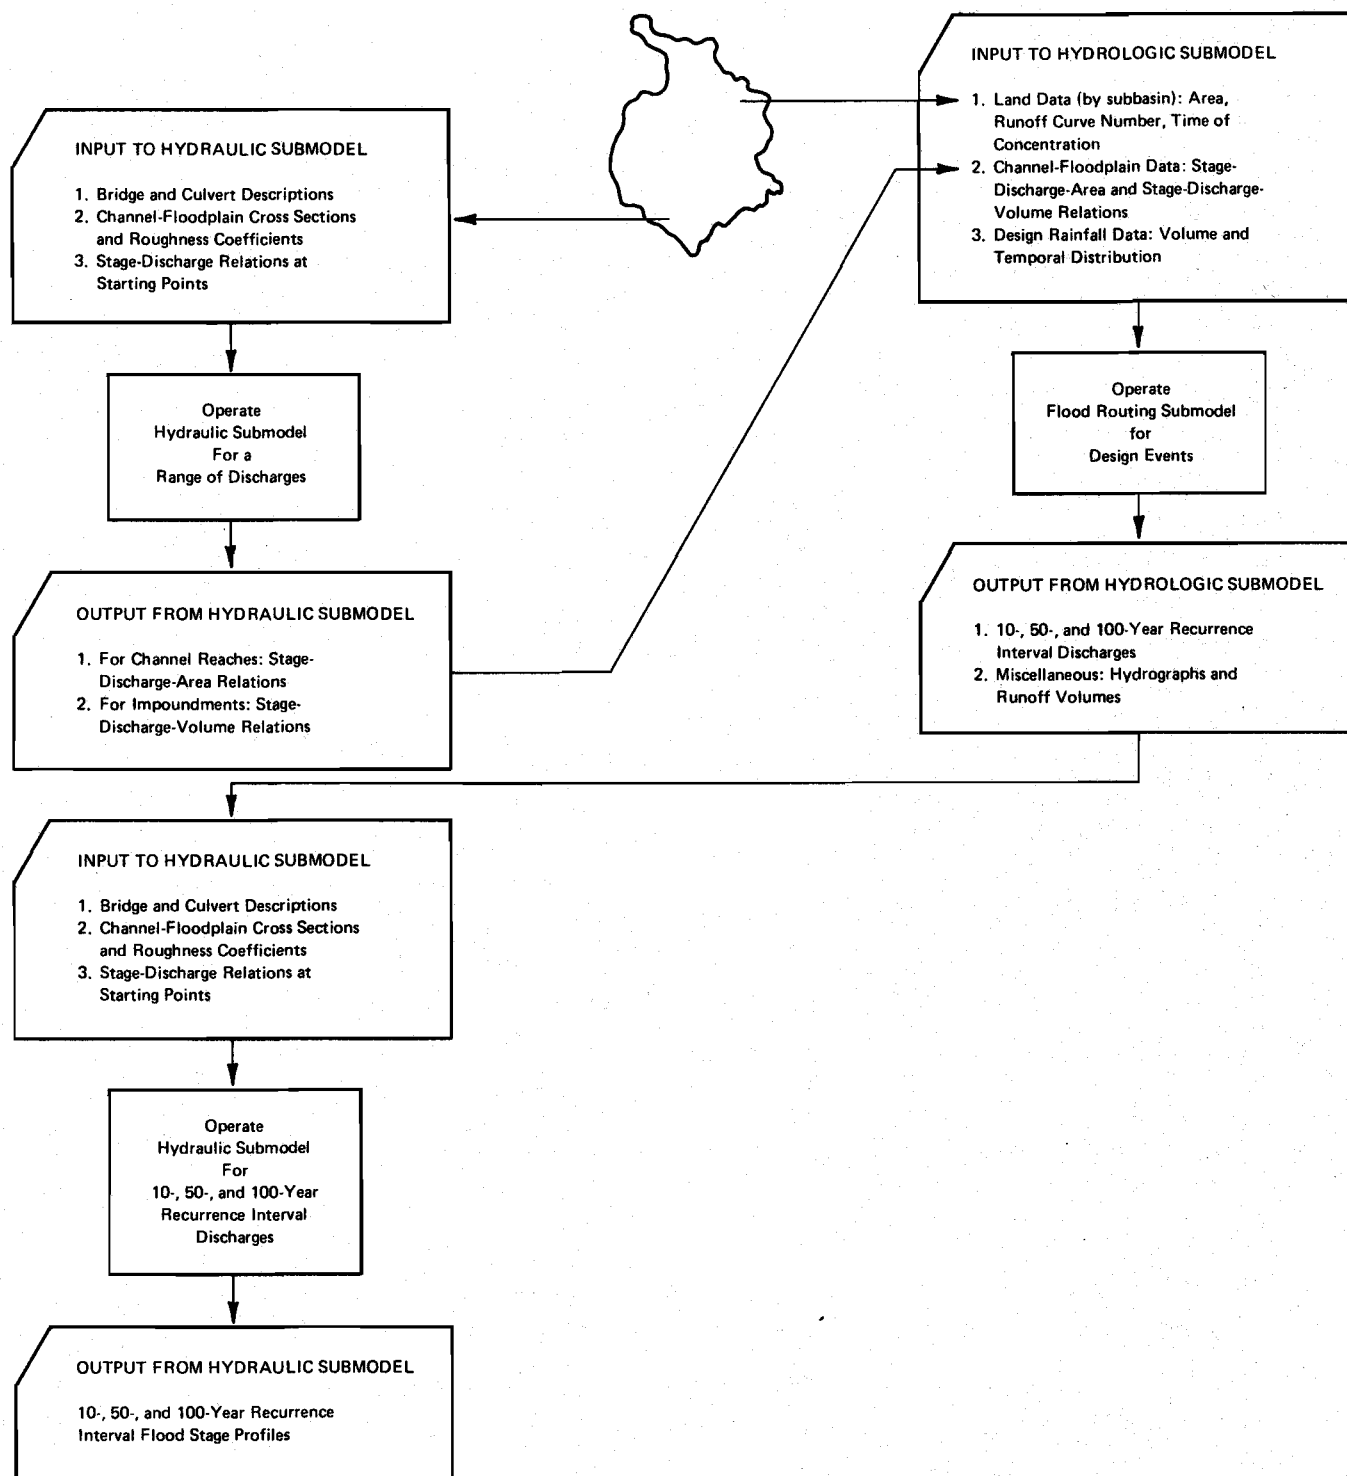 INPUT TO HYDROLOGIC SUBMODEL
1. Land Data (by subbasin): Area,
Runoff Curve Number, Time of
Concentration
2. Channel-Floodplain Data: Stage-
Discharge-Area and Stage-Discharge-
Volume Relations
3. Design Rainfall Data: Volume and
Temporal Distribution
INPUT TO HYDRAULIC SUBMODEL
1. Bridge and Culvert Descriptions
2. Channel-Floodplain Cross Sections
and Roughness Coefficients
3. Stage-Discharge Relations at
Starting Points
Operate
Hydraulic Submodel
For a
Range of Discharges
Operate
Flood Routing Submodel
for
Design Events
OUTPUT FROM HYDRAULIC SUBMODEL
1. For Channel Reaches: Stage-
Discharge-Area Relations
2. For Impoundments: Stage-
Discharge-Volume Relations
OUTPUT FROM HYDROLOGIC SUBMODEL
1. 10-, 50-, and 100-Year Recurrence
Interval Discharges
2. Miscellaneous: Hydrographs and
Runoff Volumes
INPUT TO HYDRAULIC SUBMODEL
1. Bridge and Culvert Descriptions
2. Channel-Floodplain Cross Sections
and Roughness Coefficients
3. Stage-Discharge Relations at
Starting Points
Operate
Hydraulic Submodel
For
10-, 50-, and 100-Year
Recurrence Interval
Discharges
OUTPUT FROM HYDRAULIC SUBMODEL
10-, 50-, and 100-Year Recurrence
Interval Flood Stage Profiles